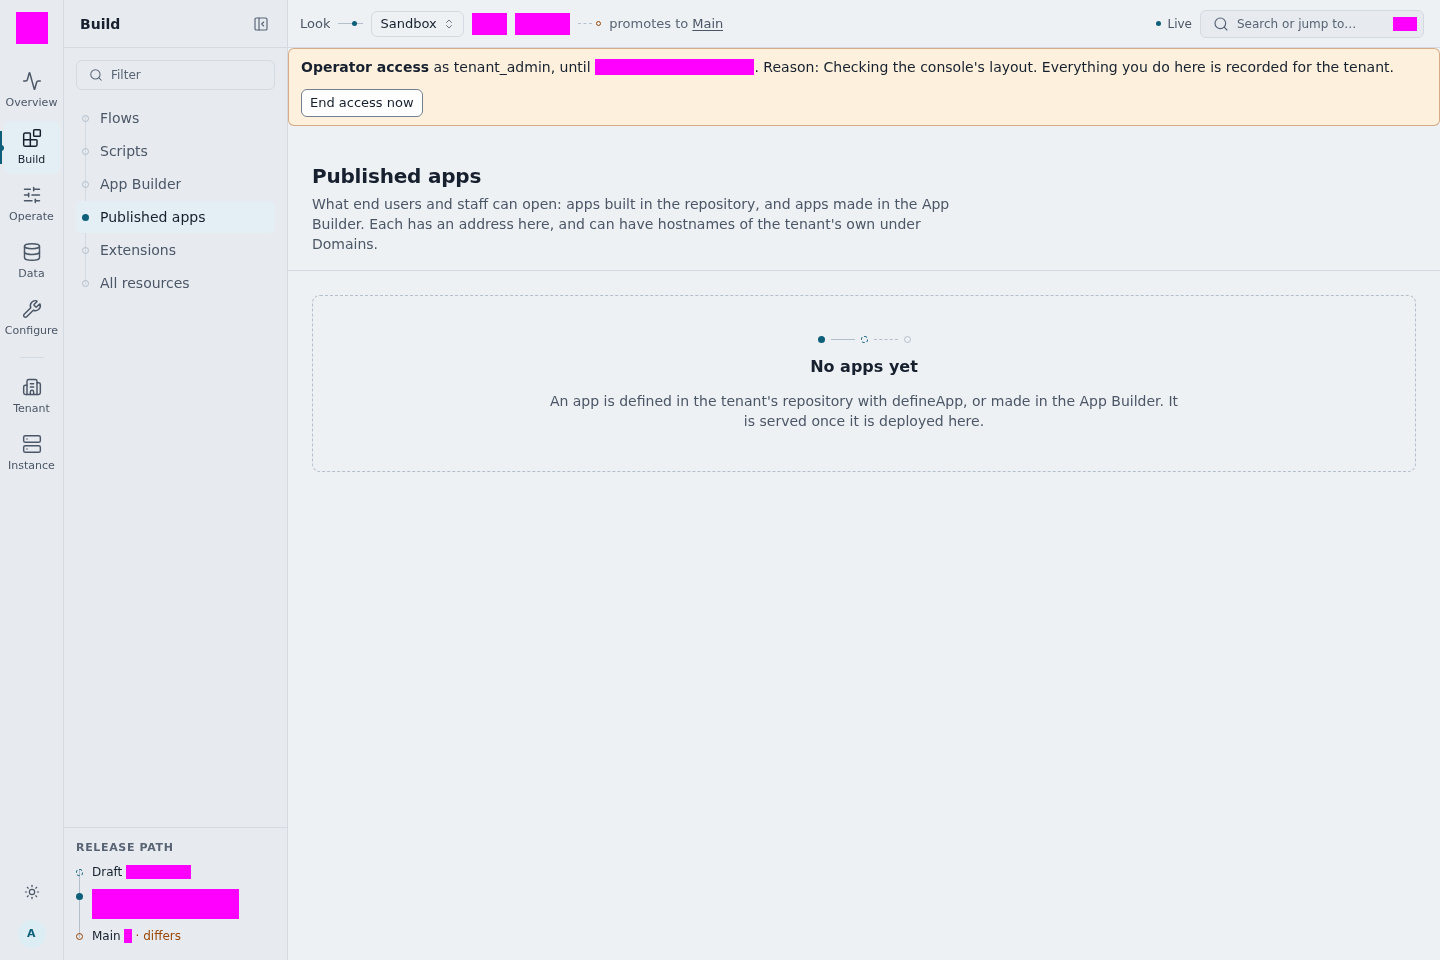 Overview
Build
Operate
Data
Configure
Tenant
Instance
A
Build
Filter
Flows
Scripts
App Builder
Published apps
Extensions
All resources
RELEASE PATH
Draft
Main · differs
Look Sandbox promotes to Main
Live Search or jump to...
Operator access as tenant_admin, until . Reason: Checking the console's layout. Everything you do here is recorded for the tenant.
End access now
Published apps
What end users and staff can open: apps built in the repository, and apps made in the App
Builder. Each has an address here, and can have hostnames of the tenant's own under
Domains.
No apps yet
An app is defined in the tenant's repository with defineApp, or made in the App Builder. It
is served once it is deployed here.